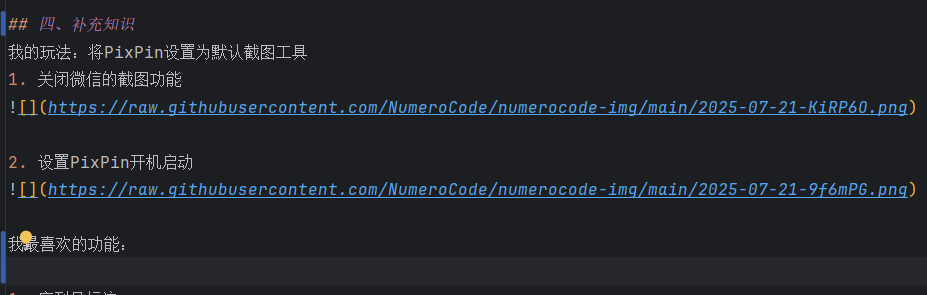 ## 四、补充知识
我的玩法：将PixPin设置为默认截图工具
1. 关闭微信的截图功能
![](https://raw.githubusercontent.com/NumeroCode/numerocode-img/main/2025-07-21-KiRP6O.png)
2. 设置PixPin开机启动
![](https://raw.githubusercontent.com/NumeroCode/numerocode-img/main/2025-07-21-9f6mPG.png)
我最喜欢的功能：